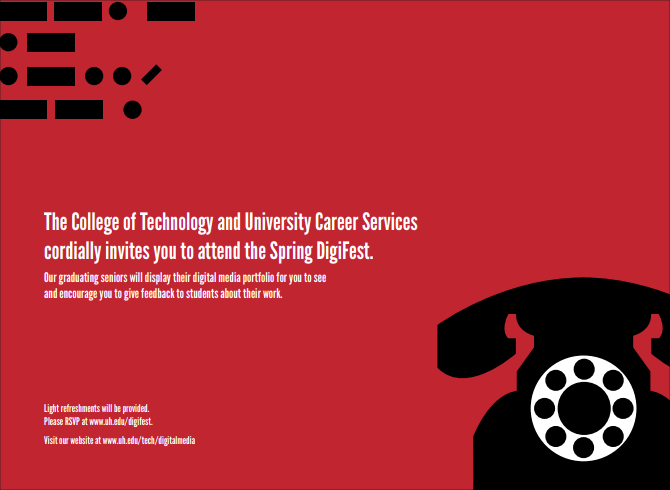 The College of Technology and University Career Services
cordially invites you to attend the Spring DigiFest.
Our graduating seniors will display their digital media portfolio for you to see
and encourage you to give feedback to students about their work.
Light refreshments will be provided.
Please RSVP at www.uh.edu/digifest.
Visit our website at www.uh.edu/tech/digitalmedia